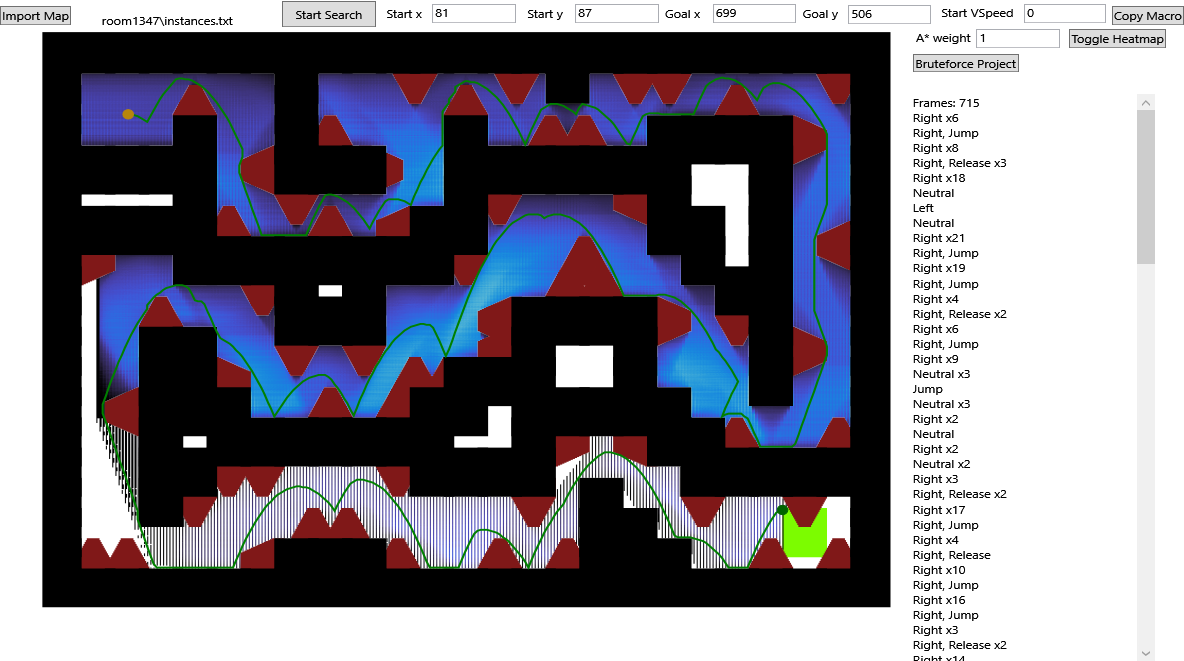 Import Map
room1347\instances.txt
Start Search
Start x 81
Start y 87
Goal x 699
Goal y 506
Start VSpeed 0
Copy Macro
A* weight 1
Toggle Heatmap
Bruteforce Project
Frames: 715
Right x6
Right, Jump
Right x8
Right, Release x3
Right x18
Neutral
Left
Neutral
Right x21
Right, Jump
Right x19
Right, Jump
Right x4
Right, Release x2
Right x6
Right, Jump
Right x9
Neutral x3
Jump
Neutral x3
Right x2
Neutral
Right x2
Neutral x2
Right x3
Right, Release x2
Right x17
Right, Jump
Right x4
Right, Release
Right x10
Right, Jump
Right x16
Right, Jump
Right x3
Right, Release x2
Right x14